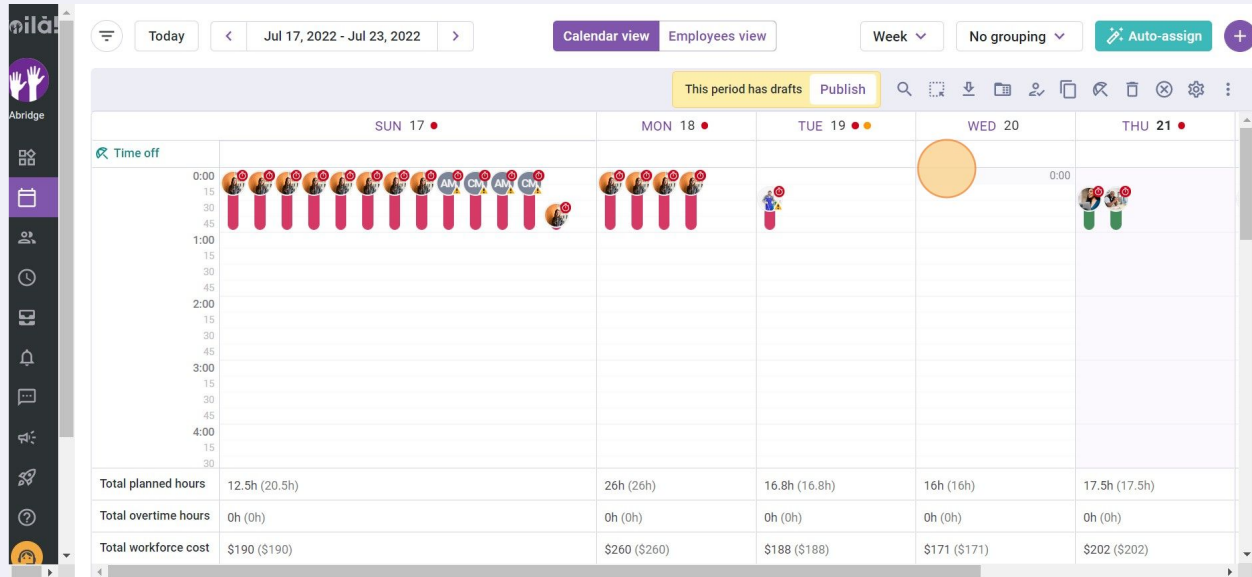 oilă!
Today
Jul 17, 2022 - Jul 23, 2022
Calendar view Employees view
Week
No grouping
Auto-assign
Abridge
This period has drafts Publish
SUN 17 MON 18 TUE 19 WED 20 THU 21
Time off
0:00 0:00
AM CM AM CM
15
30
45
1:00
15
30
45
2:00
15
30
45
3:00
15
30
45
4:00
15
30
Total planned hours 12.5h (20.5h) 26h (26h) 16.8h (16.8h) 16h (16h) 17.5h (17.5h)
Total overtime hours 0h (0h) 0h (0h) 0h (0h) 0h (0h) 0h (0h)
Total workforce cost $190 ($190) $260 ($260) $188 ($188) $171 ($171) $202 ($202)